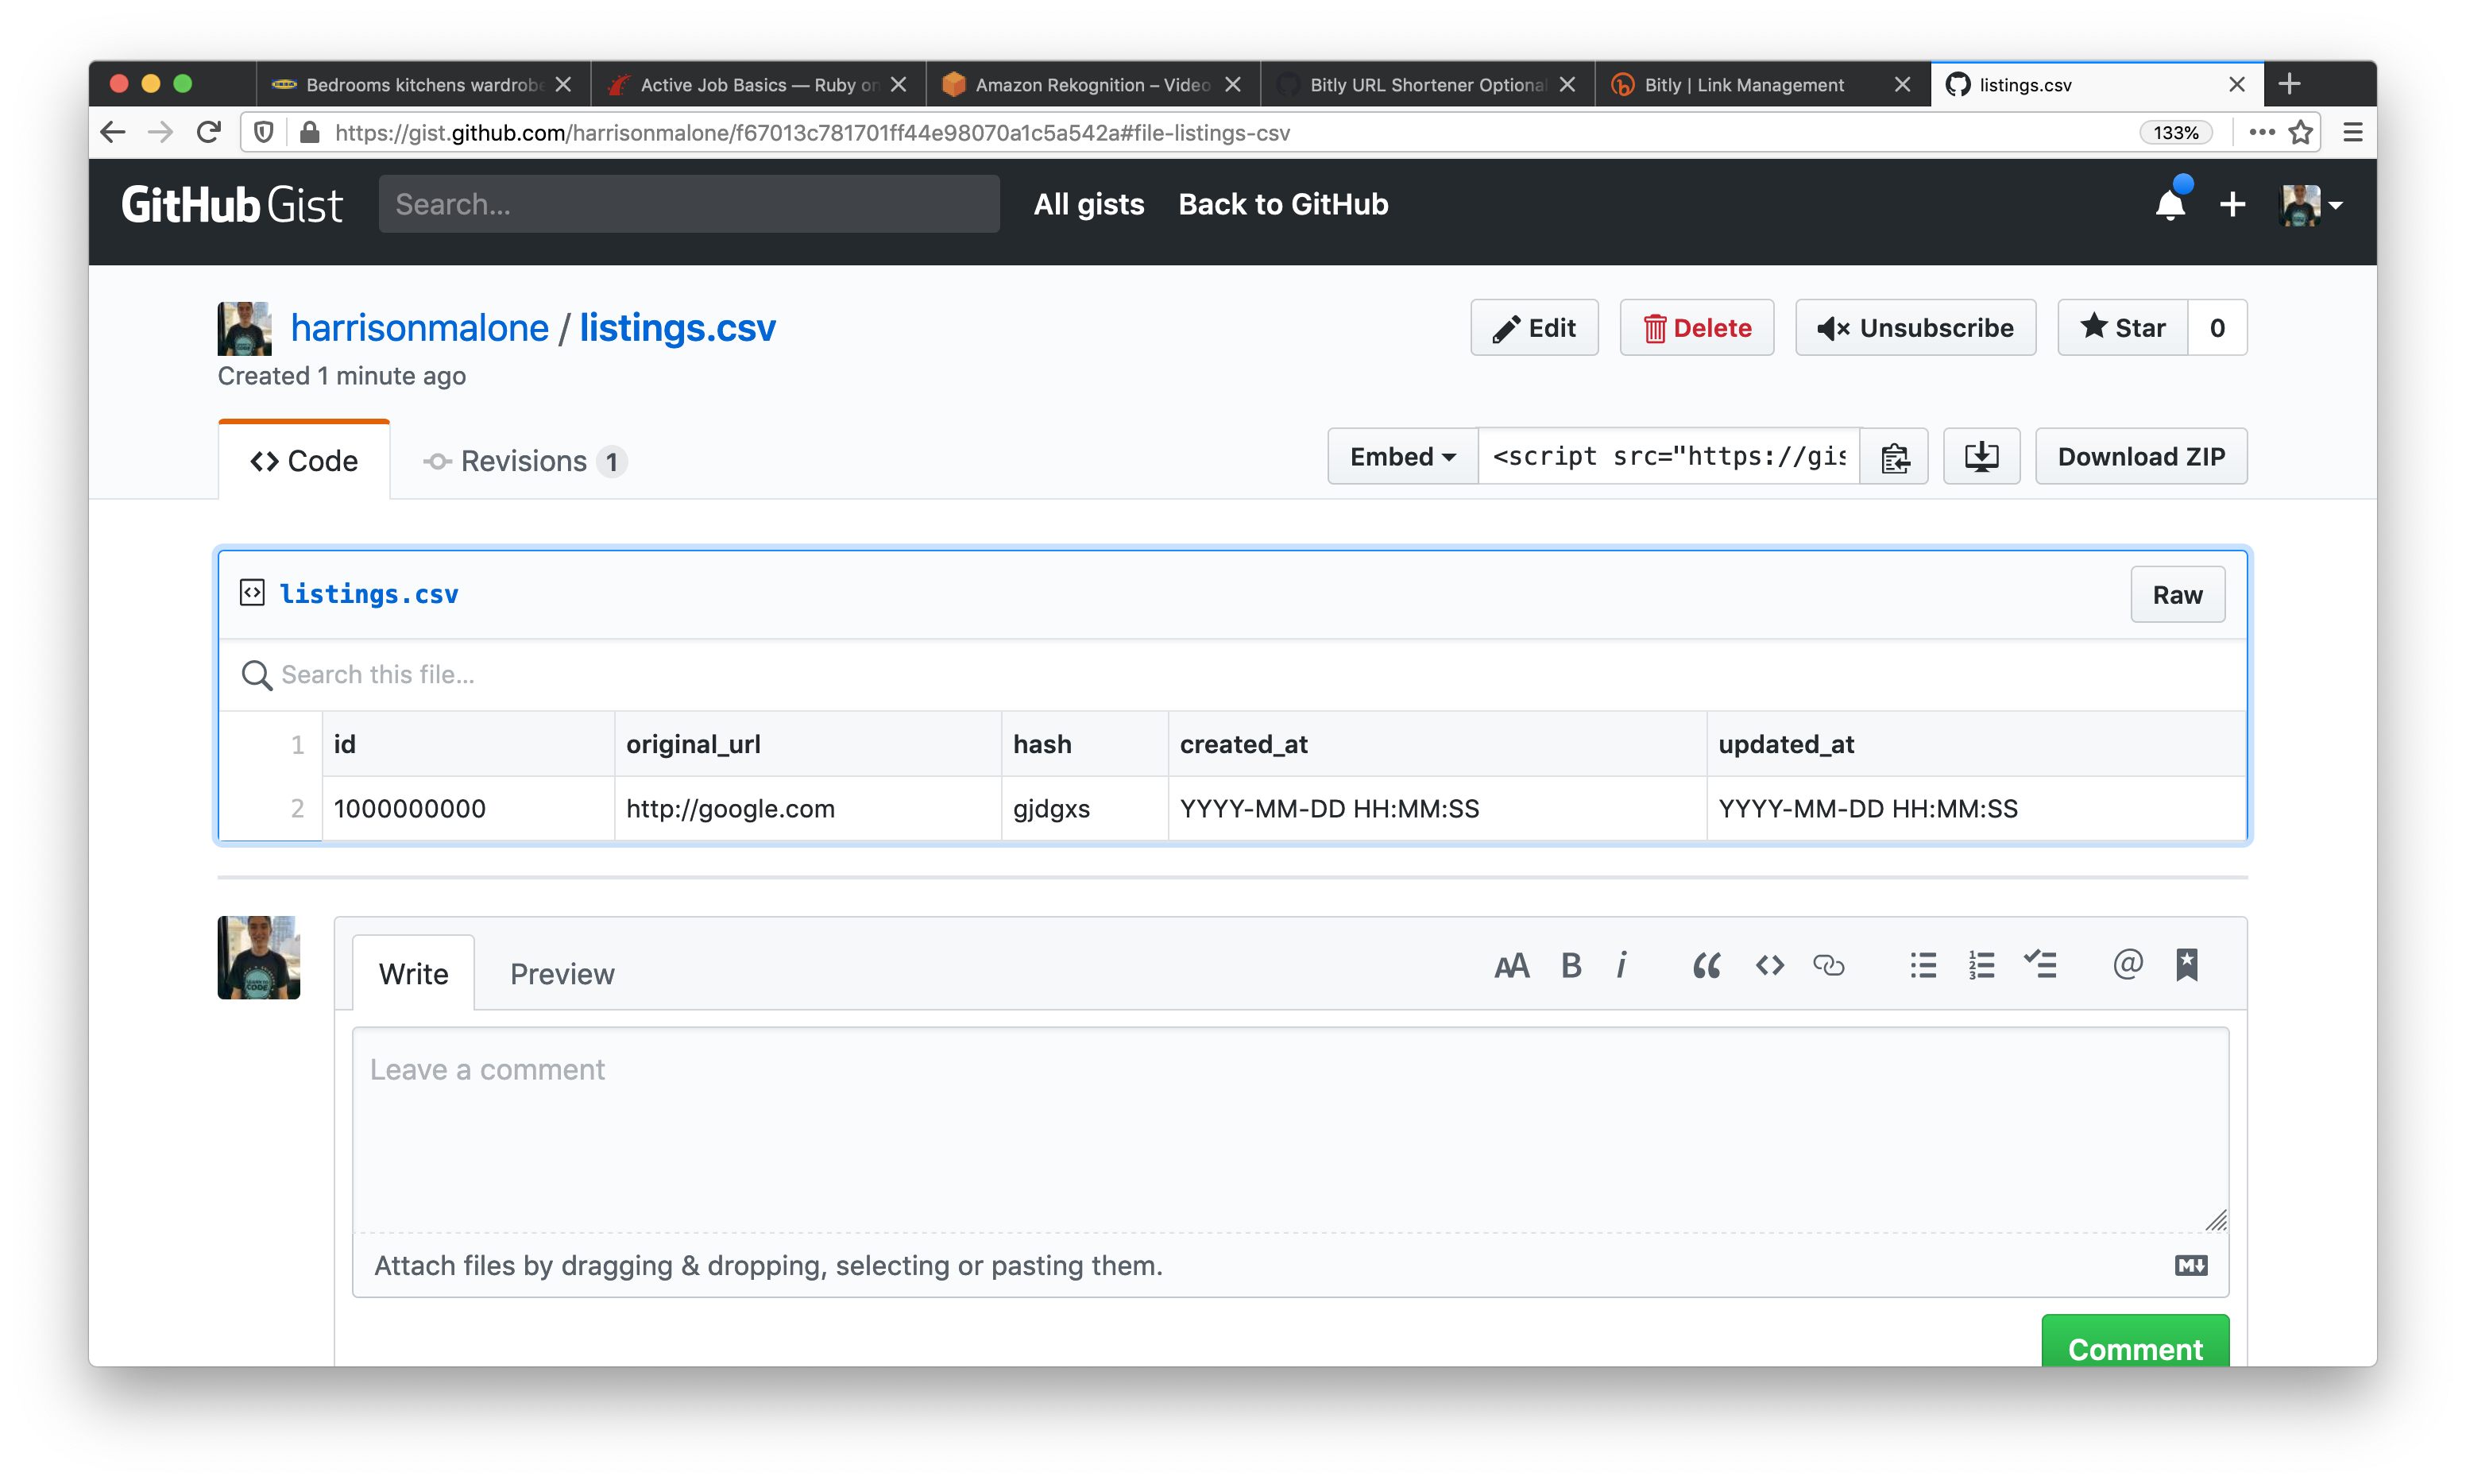 Bedrooms kitchens wardrobe
Active Job Basics — Ruby on
Amazon Rekognition – Video
Bitly URL Shortener Optional
Bitly | Link Management
listings.csv
https://gist.github.com/harrisonmalone/f67013c781701ff44e98070a1c5a542a#file-listings-csv
133%
GitHub Gist
Search...
All gists
Back to GitHub
harrisonmalone / listings.csv
Created 1 minute ago
Edit
Delete
Unsubscribe
Star
0
Code
Revisions 1
Embed
<script src="https://gis
Download ZIP
listings.csv
Raw
Search this file...
1 id original_url hash created_at updated_at
2 1000000000 http://google.com gjdgxs YYYY-MM-DD HH:MM:SS YYYY-MM-DD HH:MM:SS
Write
Preview
Leave a comment
Attach files by dragging & dropping, selecting or pasting them.
Comment